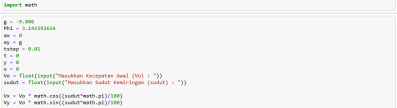 import math
g = -9.806
Phi = 3.141592654
ax = 0
ay = g
tstep = 0.01
t = 0
y = 0
x = 0
Vo = float(input("Masukkan Kecepatan Awal (Vo) : "))
sudut = float(input("Masukkan Sudut Kemiringan (sudut) : "))
Vx = Vo * math.cos((sudut*math.pi)/180)
Vy = Vo * math.sin((sudut*math.pi)/180)